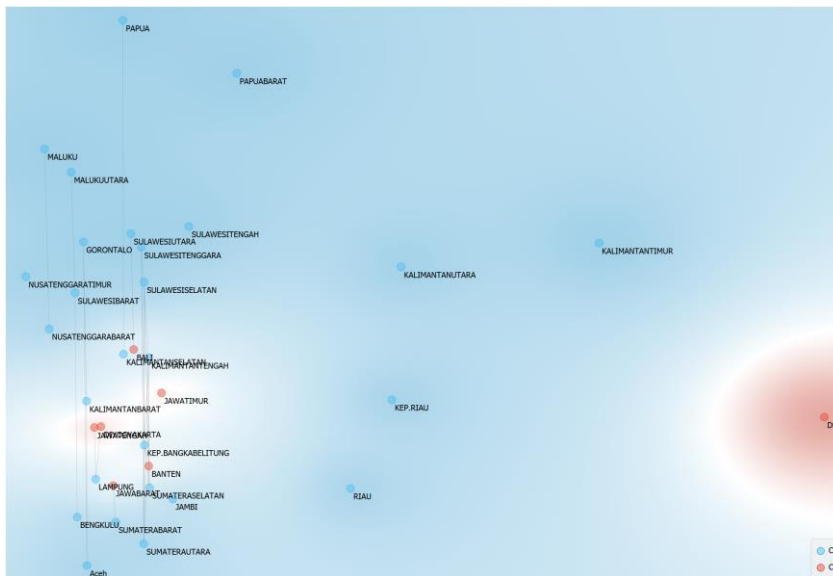 PAPUA
PAPUABARAT
MALUKU
MALUKUUTARA
SULAWESITENGAH
SULAWESIUTARA
GORONTALO
SULAWESITENGGARA
KALIMANTANTIMUR
KALIMANTANUTARA
NUSATENGGARATIMUR
SULAWESISELATAN
SULAWESIBARAT
NUSATENGGARABARAT
BALI
KALIMANTANSELATAN
KALIMANTANTENGAH
JAWATIMUR
KALIMANTANBARAT
KEP.RIAU
D
KEP.BANGKABELITUNG
BANTEN
LAMPUNG
JAWABARAT
SUMATERASELATAN
RIAU
JAMBI
BENGKULU
SUMATERABARAT
SUMATERAUTARA
C
C
Aceh